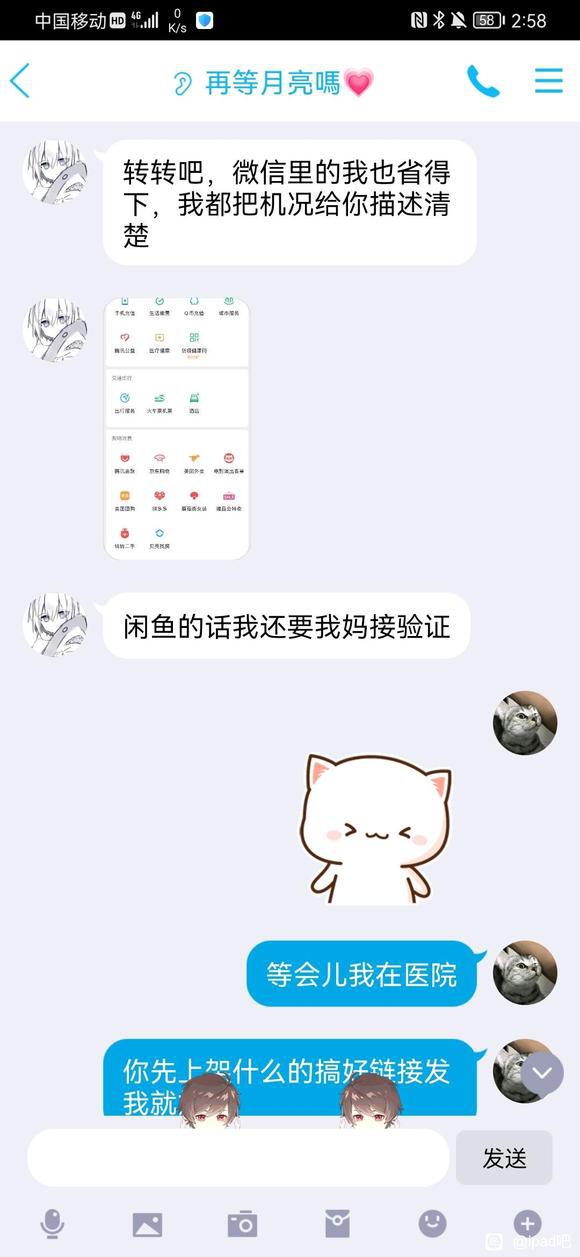 中国移动 HD 4G 0 K/s 58 2:58
再等月亮嗎
转转吧，微信里的我也省得
下，我都把机况给你描述清
楚
手机充值 生活缴费 Q币充值 城市服务
腾讯公益 医疗健康 防疫健康码
交通出行
出行服务 火车票机票 酒店
购物消费
京东购物 美团外卖 电影演出赛事
美团团购 拼多多 蘑菇街女装 唯品会特卖
转转二手 贝壳找房
闲鱼的话我还要我妈接验证
等会儿我在医院
你先上架什么的搞好链接发
我就
发送
@ipad吧